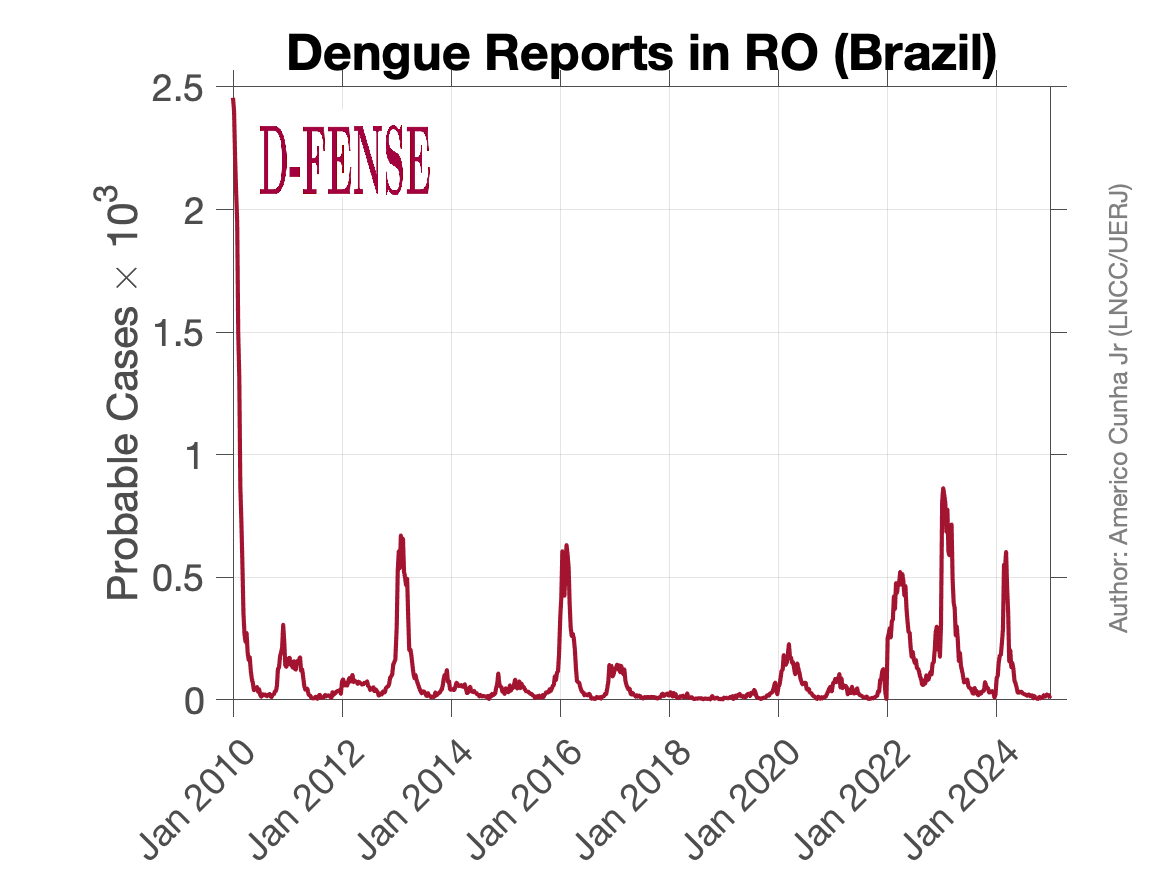 Dengue Reports in RO (Brazil)
D-FENSE
Probable Cases × 10³
2.5
2
1.5
1
0.5
0
Jan 2010
Jan 2012
Jan 2014
Jan 2016
Jan 2018
Jan 2020
Jan 2022
Jan 2024
Author: Americo Cunha Jr (LNCC/UERJ)